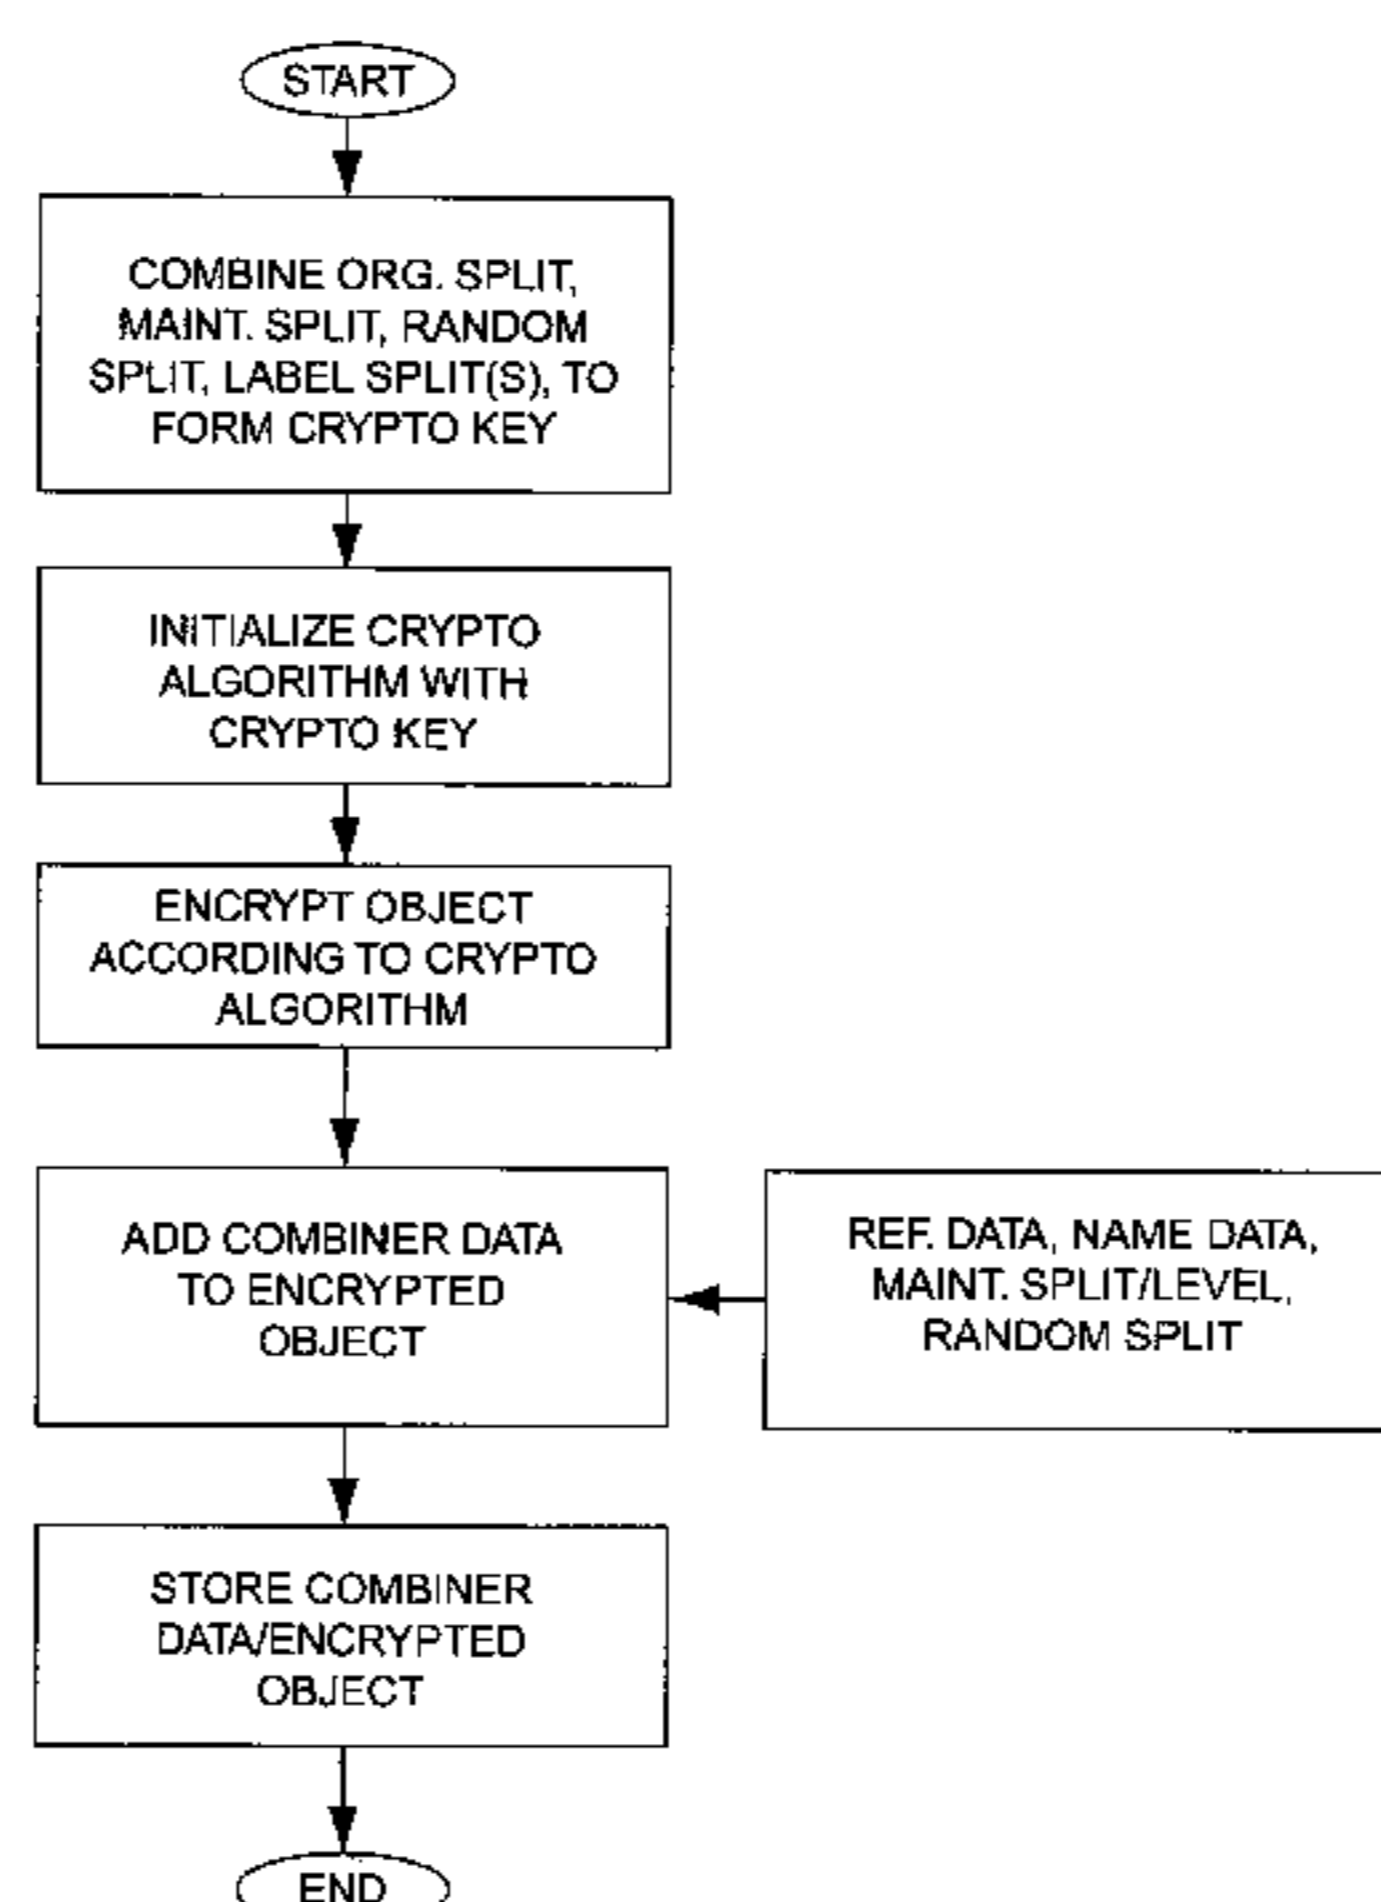 START
COMBINE ORG. SPLIT,
MAINT. SPLIT, RANDOM
SPLIT, LABEL SPLIT(S), TO
FORM CRYPTO KEY
INITIALIZE CRYPTO
ALGORITHM WITH
CRYPTO KEY
ENCRYPT OBJECT
ACCORDING TO CRYPTO
ALGORITHM
ADD COMBINER DATA
TO ENCRYPTED
OBJECT
REF. DATA, NAME DATA,
MAINT. SPLIT/LEVEL,
RANDOM SPLIT
STORE COMBINER
DATA/ENCRYPTED
OBJECT
END